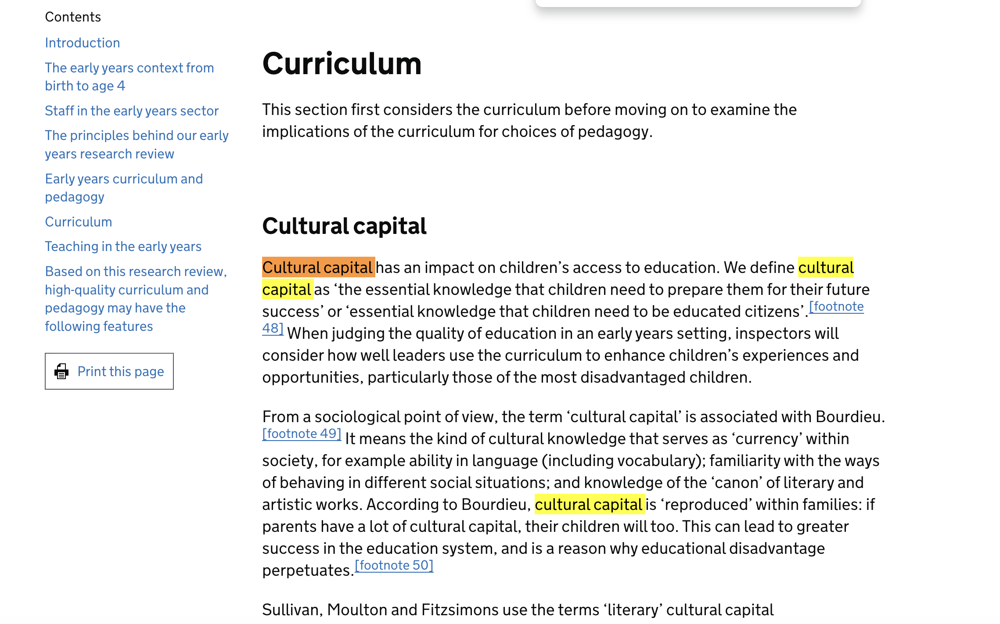 Contents
Introduction
The early years context from
birth to age 4
Staff in the early years sector
The principles behind our early
years research review
Early years curriculum and
pedagogy
Curriculum
Teaching in the early years
Based on this research review,
high-quality curriculum and
pedagogy may have the
following features
Print this page
Curriculum
This section first considers the curriculum before moving on to examine the
implications of the curriculum for choices of pedagogy.
Cultural capital
Cultural capital has an impact on children’s access to education. We define cultural
capital as ‘the essential knowledge that children need to prepare them for their future
success’ or ‘essential knowledge that children need to be educated citizens’.[footnote
48] When judging the quality of education in an early years setting, inspectors will
consider how well leaders use the curriculum to enhance children’s experiences and
opportunities, particularly those of the most disadvantaged children.
From a sociological point of view, the term ‘cultural capital’ is associated with Bourdieu.
[footnote 49] It means the kind of cultural knowledge that serves as ‘currency’ within
society, for example ability in language (including vocabulary); familiarity with the ways
of behaving in different social situations; and knowledge of the ‘canon’ of literary and
artistic works. According to Bourdieu, cultural capital is ‘reproduced’ within families: if
parents have a lot of cultural capital, their children will too. This can lead to greater
success in the education system, and is a reason why educational disadvantage
perpetuates.[footnote 50]
Sullivan, Moulton and Fitzsimons use the terms ‘literary’ cultural capital